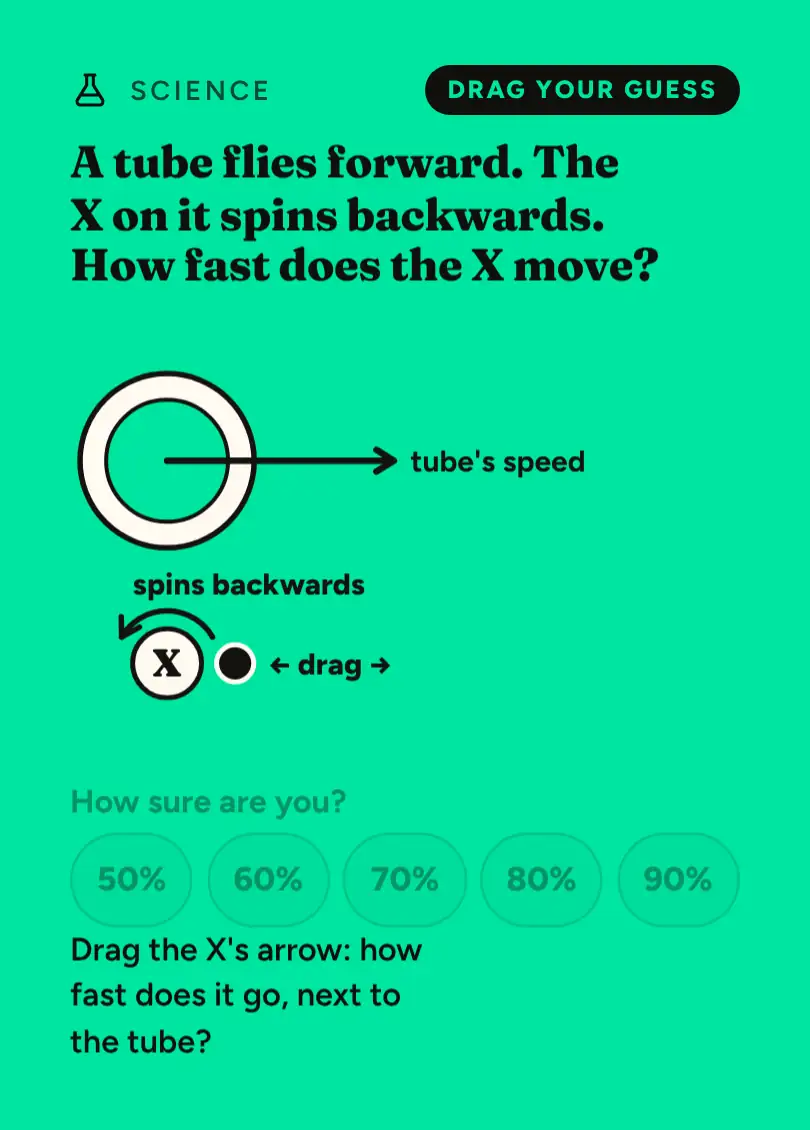 SCIENCE
DRAG YOUR GUESS
A tube flies forward. The
X on it spins backwards.
How fast does the X move?
tube's speed
spins backwards
X
← drag →
How sure are you?
50% 60% 70% 80% 90%
Drag the X's arrow: how
fast does it go, next to
the tube?